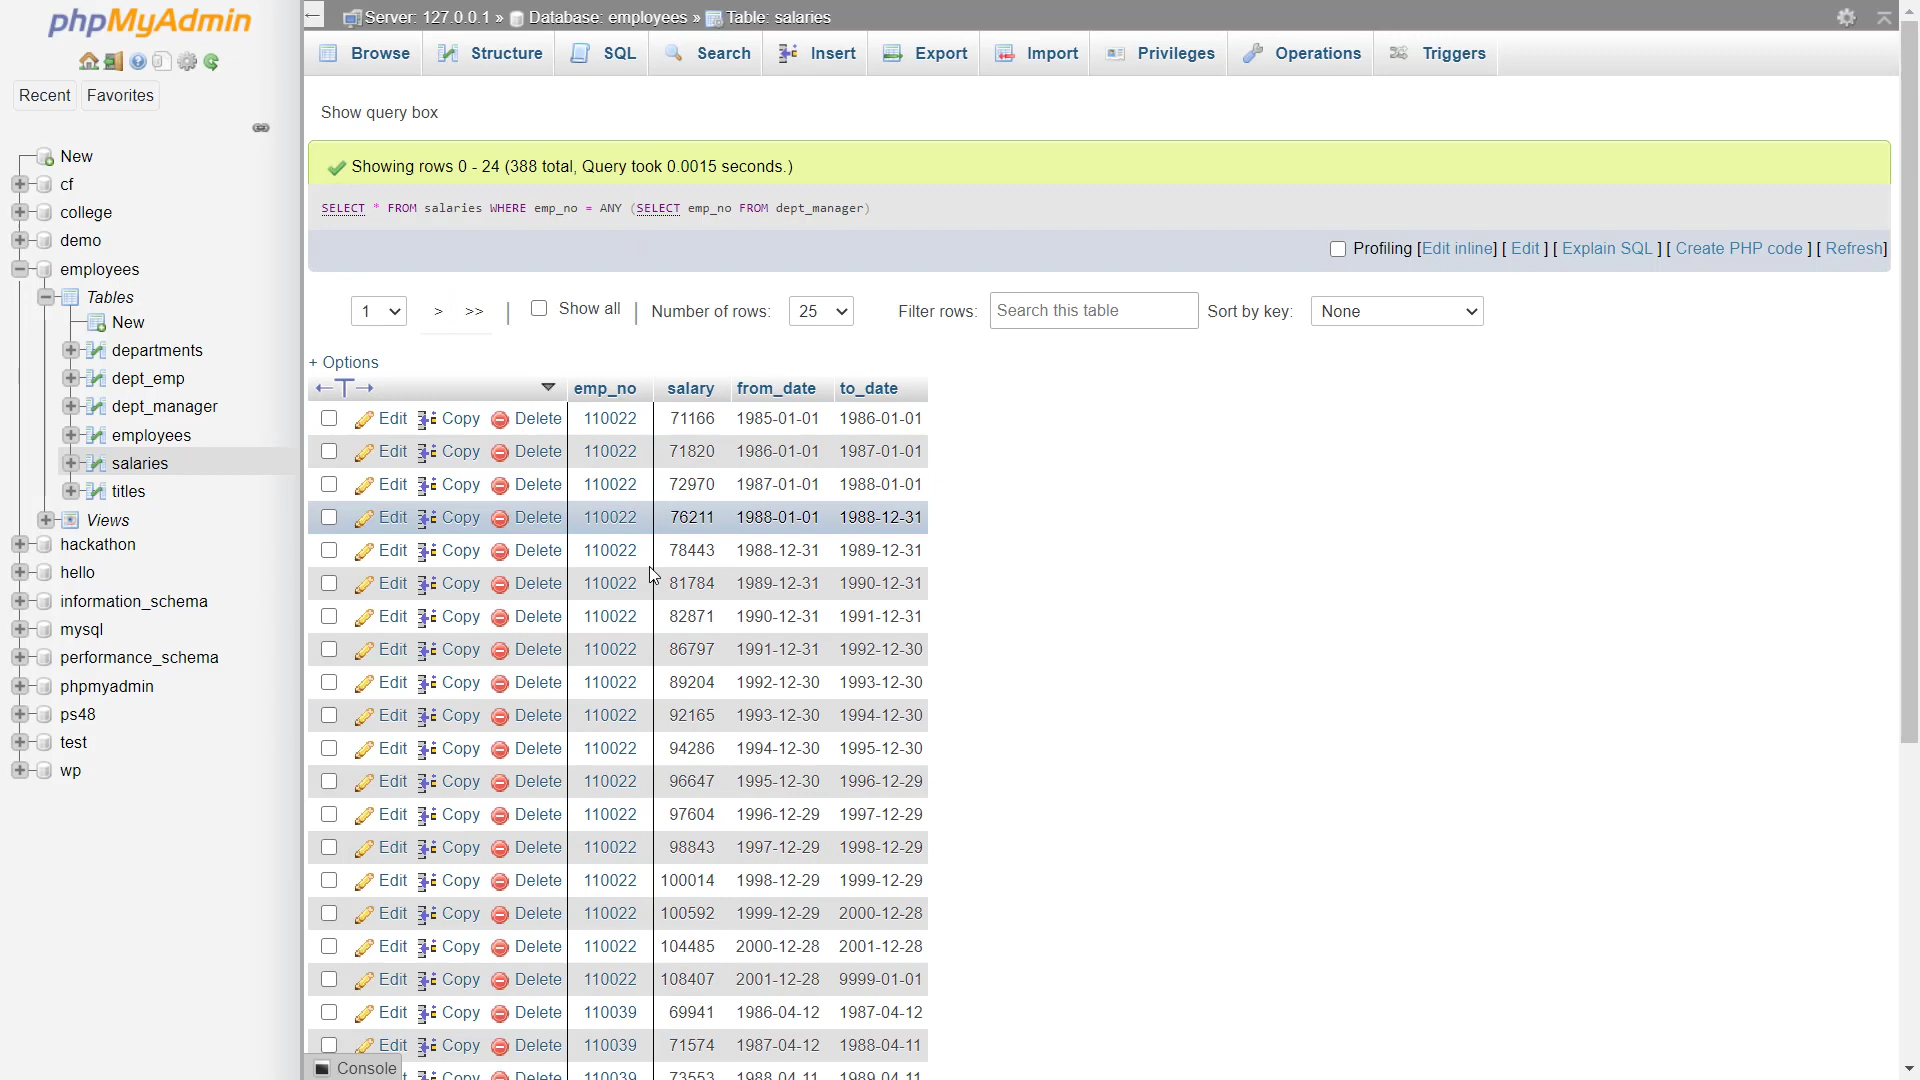 phpMyAdmin
Recent Favorites
New
cf
college
demo
employees
Tables
New
departments
dept_emp
dept_manager
employees
salaries
titles
Views
hackathon
hello
information_schema
mysql
performance_schema
phpmyadmin
ps48
test
wp
Server: 127.0.0.1 » Database: employees » Table: salaries
Browse Structure SQL Search Insert Export Import Privileges Operations Triggers
Show query box
Showing rows 0 - 24 (388 total, Query took 0.0015 seconds.)
SELECT * FROM salaries WHERE emp_no = ANY (SELECT emp_no FROM dept_manager)
Profiling [Edit inline] [ Edit ] [ Explain SQL ] [ Create PHP code ] [ Refresh]
1 > >> | Show all | Number of rows: 25 Filter rows: Search this table Sort by key: None
+ Options
←T→ emp_no salary from_date to_date
Edit Copy Delete 110022 71166 1985-01-01 1986-01-01
Edit Copy Delete 110022 71820 1986-01-01 1987-01-01
Edit Copy Delete 110022 72970 1987-01-01 1988-01-01
Edit Copy Delete 110022 76211 1988-01-01 1988-12-31
Edit Copy Delete 110022 78443 1988-12-31 1989-12-31
Edit Copy Delete 110022 81784 1989-12-31 1990-12-31
Edit Copy Delete 110022 82871 1990-12-31 1991-12-31
Edit Copy Delete 110022 86797 1991-12-31 1992-12-30
Edit Copy Delete 110022 89204 1992-12-30 1993-12-30
Edit Copy Delete 110022 92165 1993-12-30 1994-12-30
Edit Copy Delete 110022 94286 1994-12-30 1995-12-30
Edit Copy Delete 110022 96647 1995-12-30 1996-12-29
Edit Copy Delete 110022 97604 1996-12-29 1997-12-29
Edit Copy Delete 110022 98843 1997-12-29 1998-12-29
Edit Copy Delete 110022 100014 1998-12-29 1999-12-29
Edit Copy Delete 110022 100592 1999-12-29 2000-12-28
Edit Copy Delete 110022 104485 2000-12-28 2001-12-28
Edit Copy Delete 110022 108407 2001-12-28 9999-01-01
Edit Copy Delete 110039 69941 1986-04-12 1987-04-12
Edit Copy Delete 110039 71574 1987-04-12 1988-04-11
Copy Delete 110039 73553 1988-04-11 1989-04-11
Console